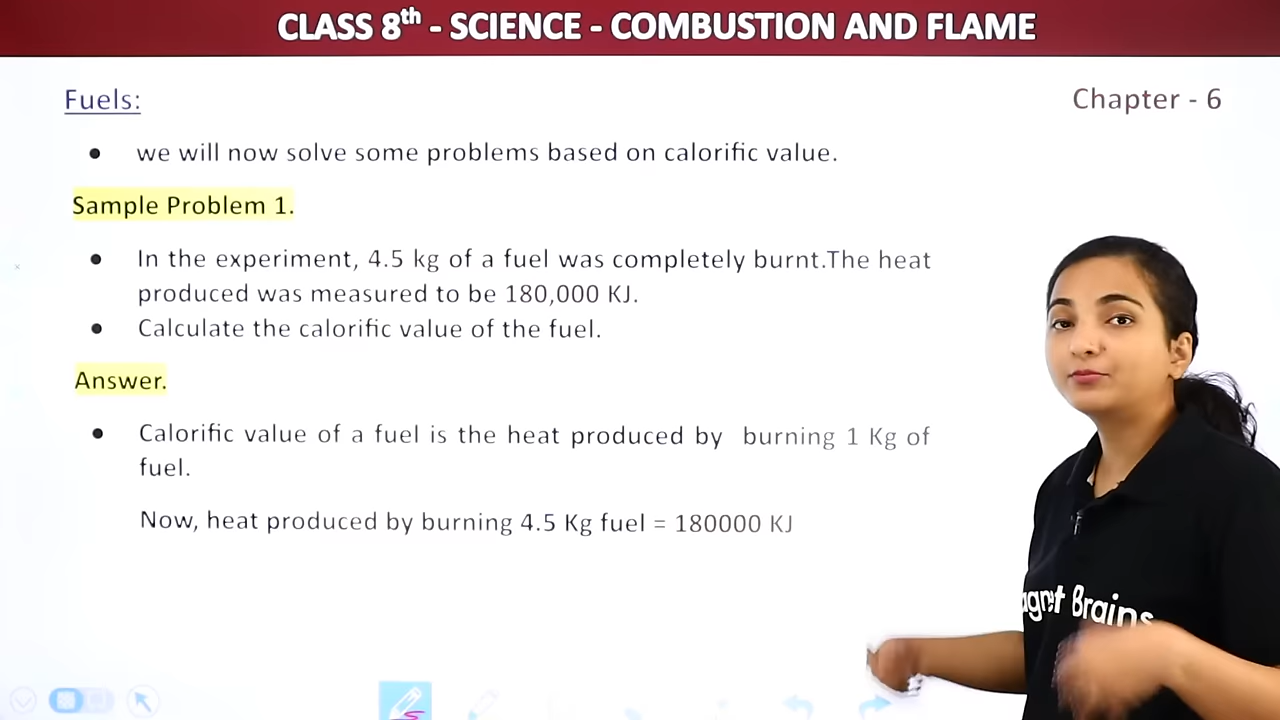 CLASS 8th - SCIENCE - COMBUSTION AND FLAME
Fuels:
Chapter - 6
● we will now solve some problems based on calorific value.
Sample Problem 1.
● In the experiment, 4.5 kg of a fuel was completely burnt.The heat
produced was measured to be 180,000 KJ.
● Calculate the calorific value of the fuel.
Answer.
● Calorific value of a fuel is the heat produced by burning 1 Kg of
fuel.
Now, heat produced by burning 4.5 Kg fuel = 180000 KJ
Brains